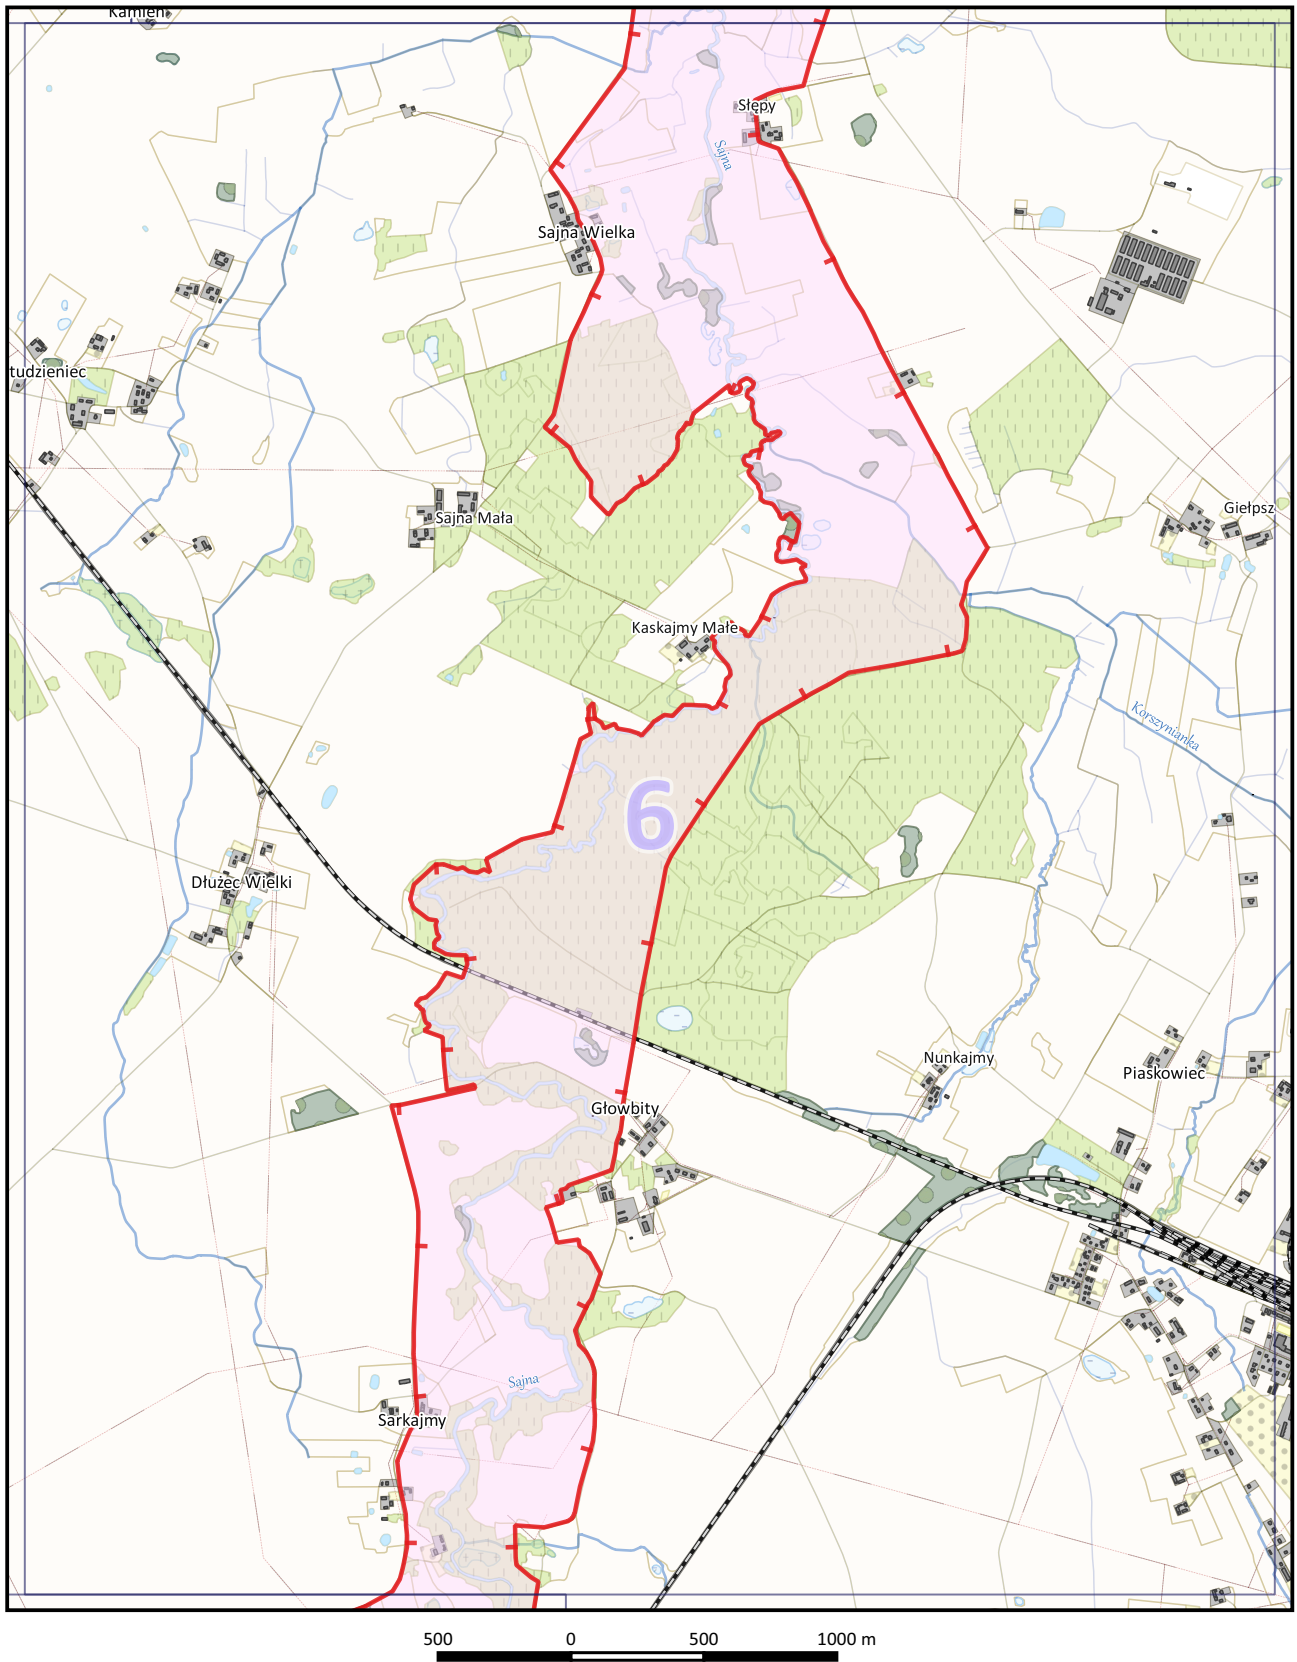 Kamień
Słępy
Sajna
Sajna Wielka
tudzieniec
Giełpsz
Sajna Mała
Kaskajmy Małe
Korszynianka
6
Dłużec Wielki
Nunkajmy
Piaskowiec
Głowbity
Sajna
Sarkajmy
500 0 500 1000 m